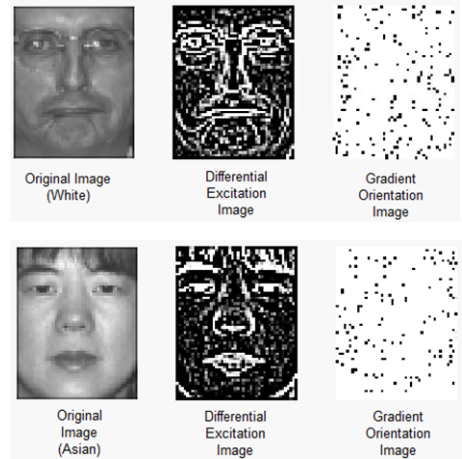 Original Image
(White)
Differential
Excitation
Image
Gradient
Orientation
Image
Original
Image
(Asian)
Differential
Excitation
Image
Gradient
Orientation
Image